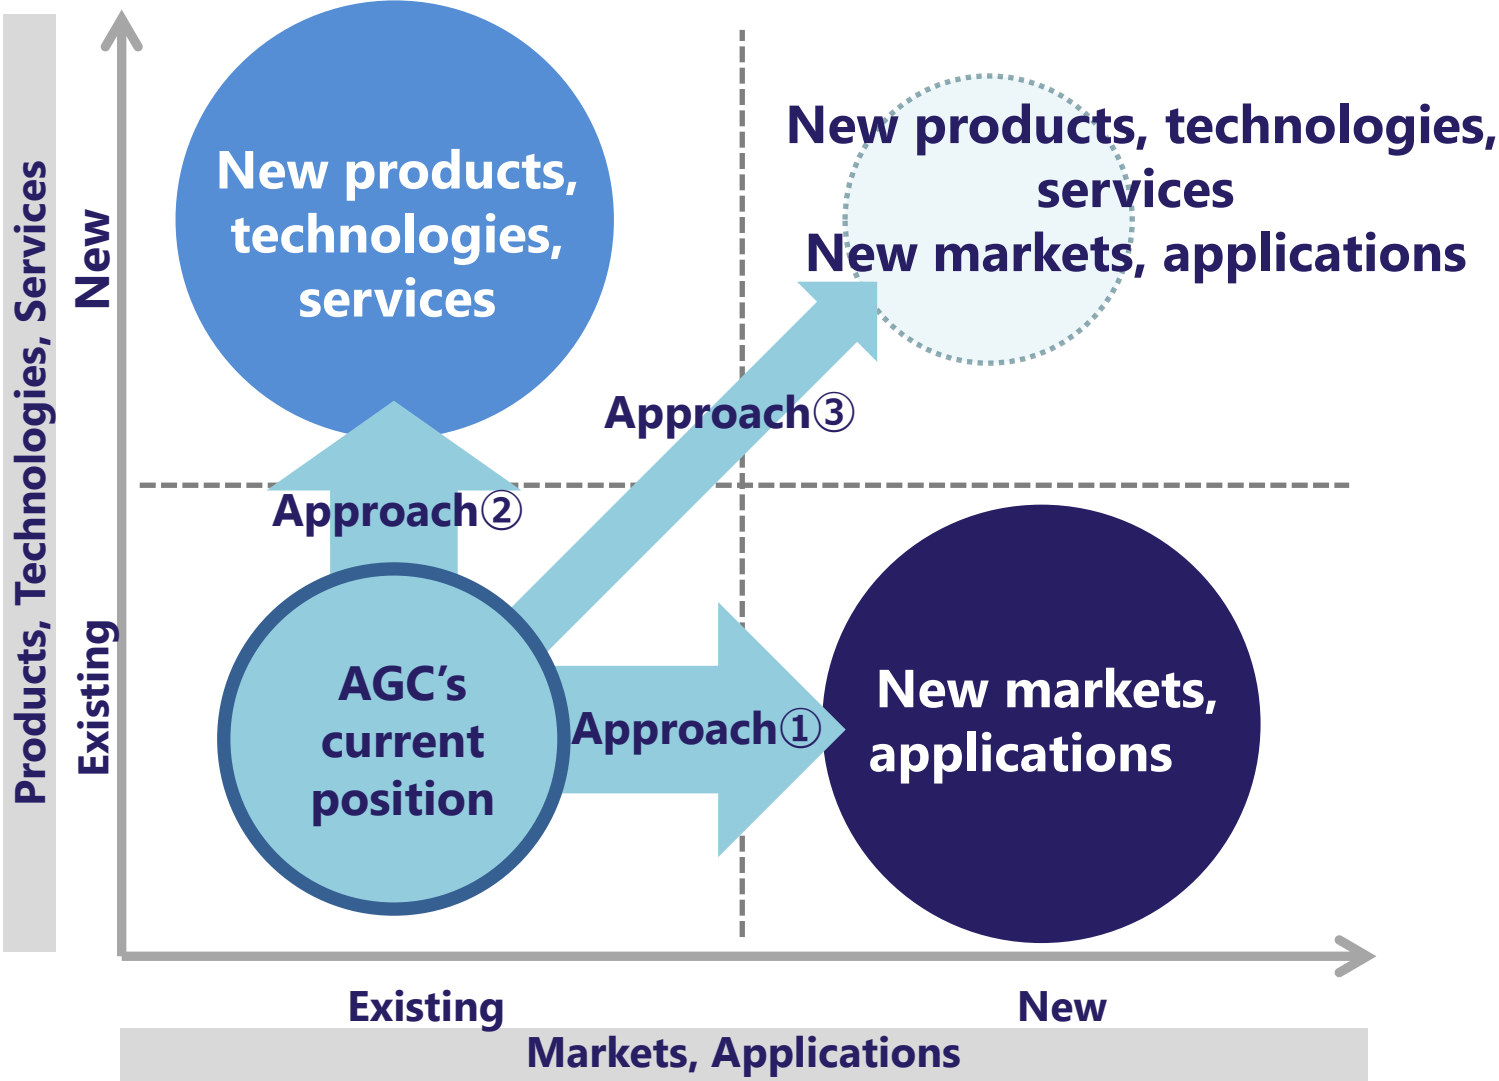 Products, Technologies, Services
New
Existing
New products,
technologies,
services
New products, technologies,
services
New markets, applications
Approach③
Approach②
AGC’s
current
position
Approach①
New markets,
applications
Existing
New
Markets, Applications